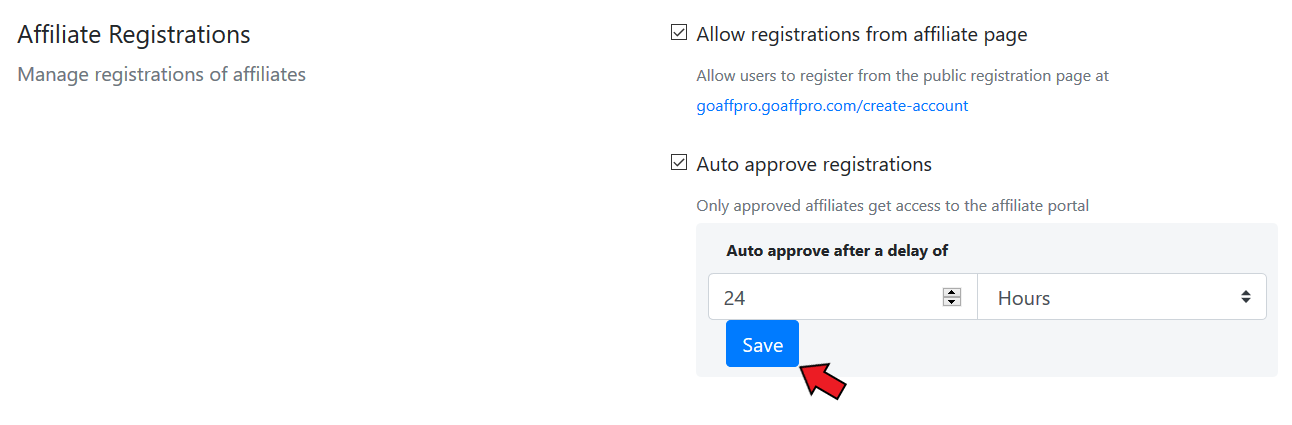 Affiliate Registrations
Manage registrations of affiliates
Allow registrations from affiliate page
Allow users to register from the public registration page at
goaffpro.goaffpro.com/create-account
Auto approve registrations
Only approved affiliates get access to the affiliate portal
Auto approve after a delay of
24
Hours
Save